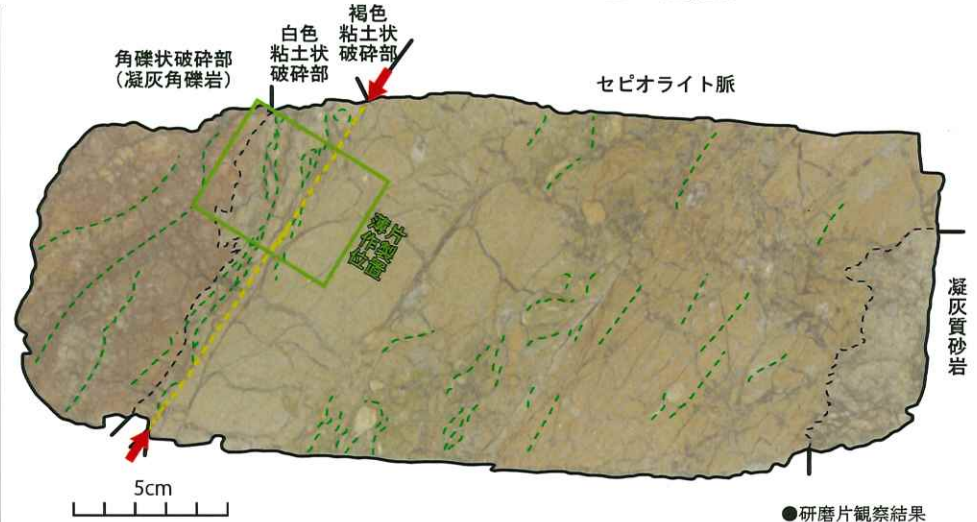 角礫状破砕部
（凝灰角礫岩）
白色
粘土状
破砕部
褐色
粘土状
破砕部
セピオライト脈
薄片
作製
位置
凝灰質砂岩
5cm
●研磨片観察結果